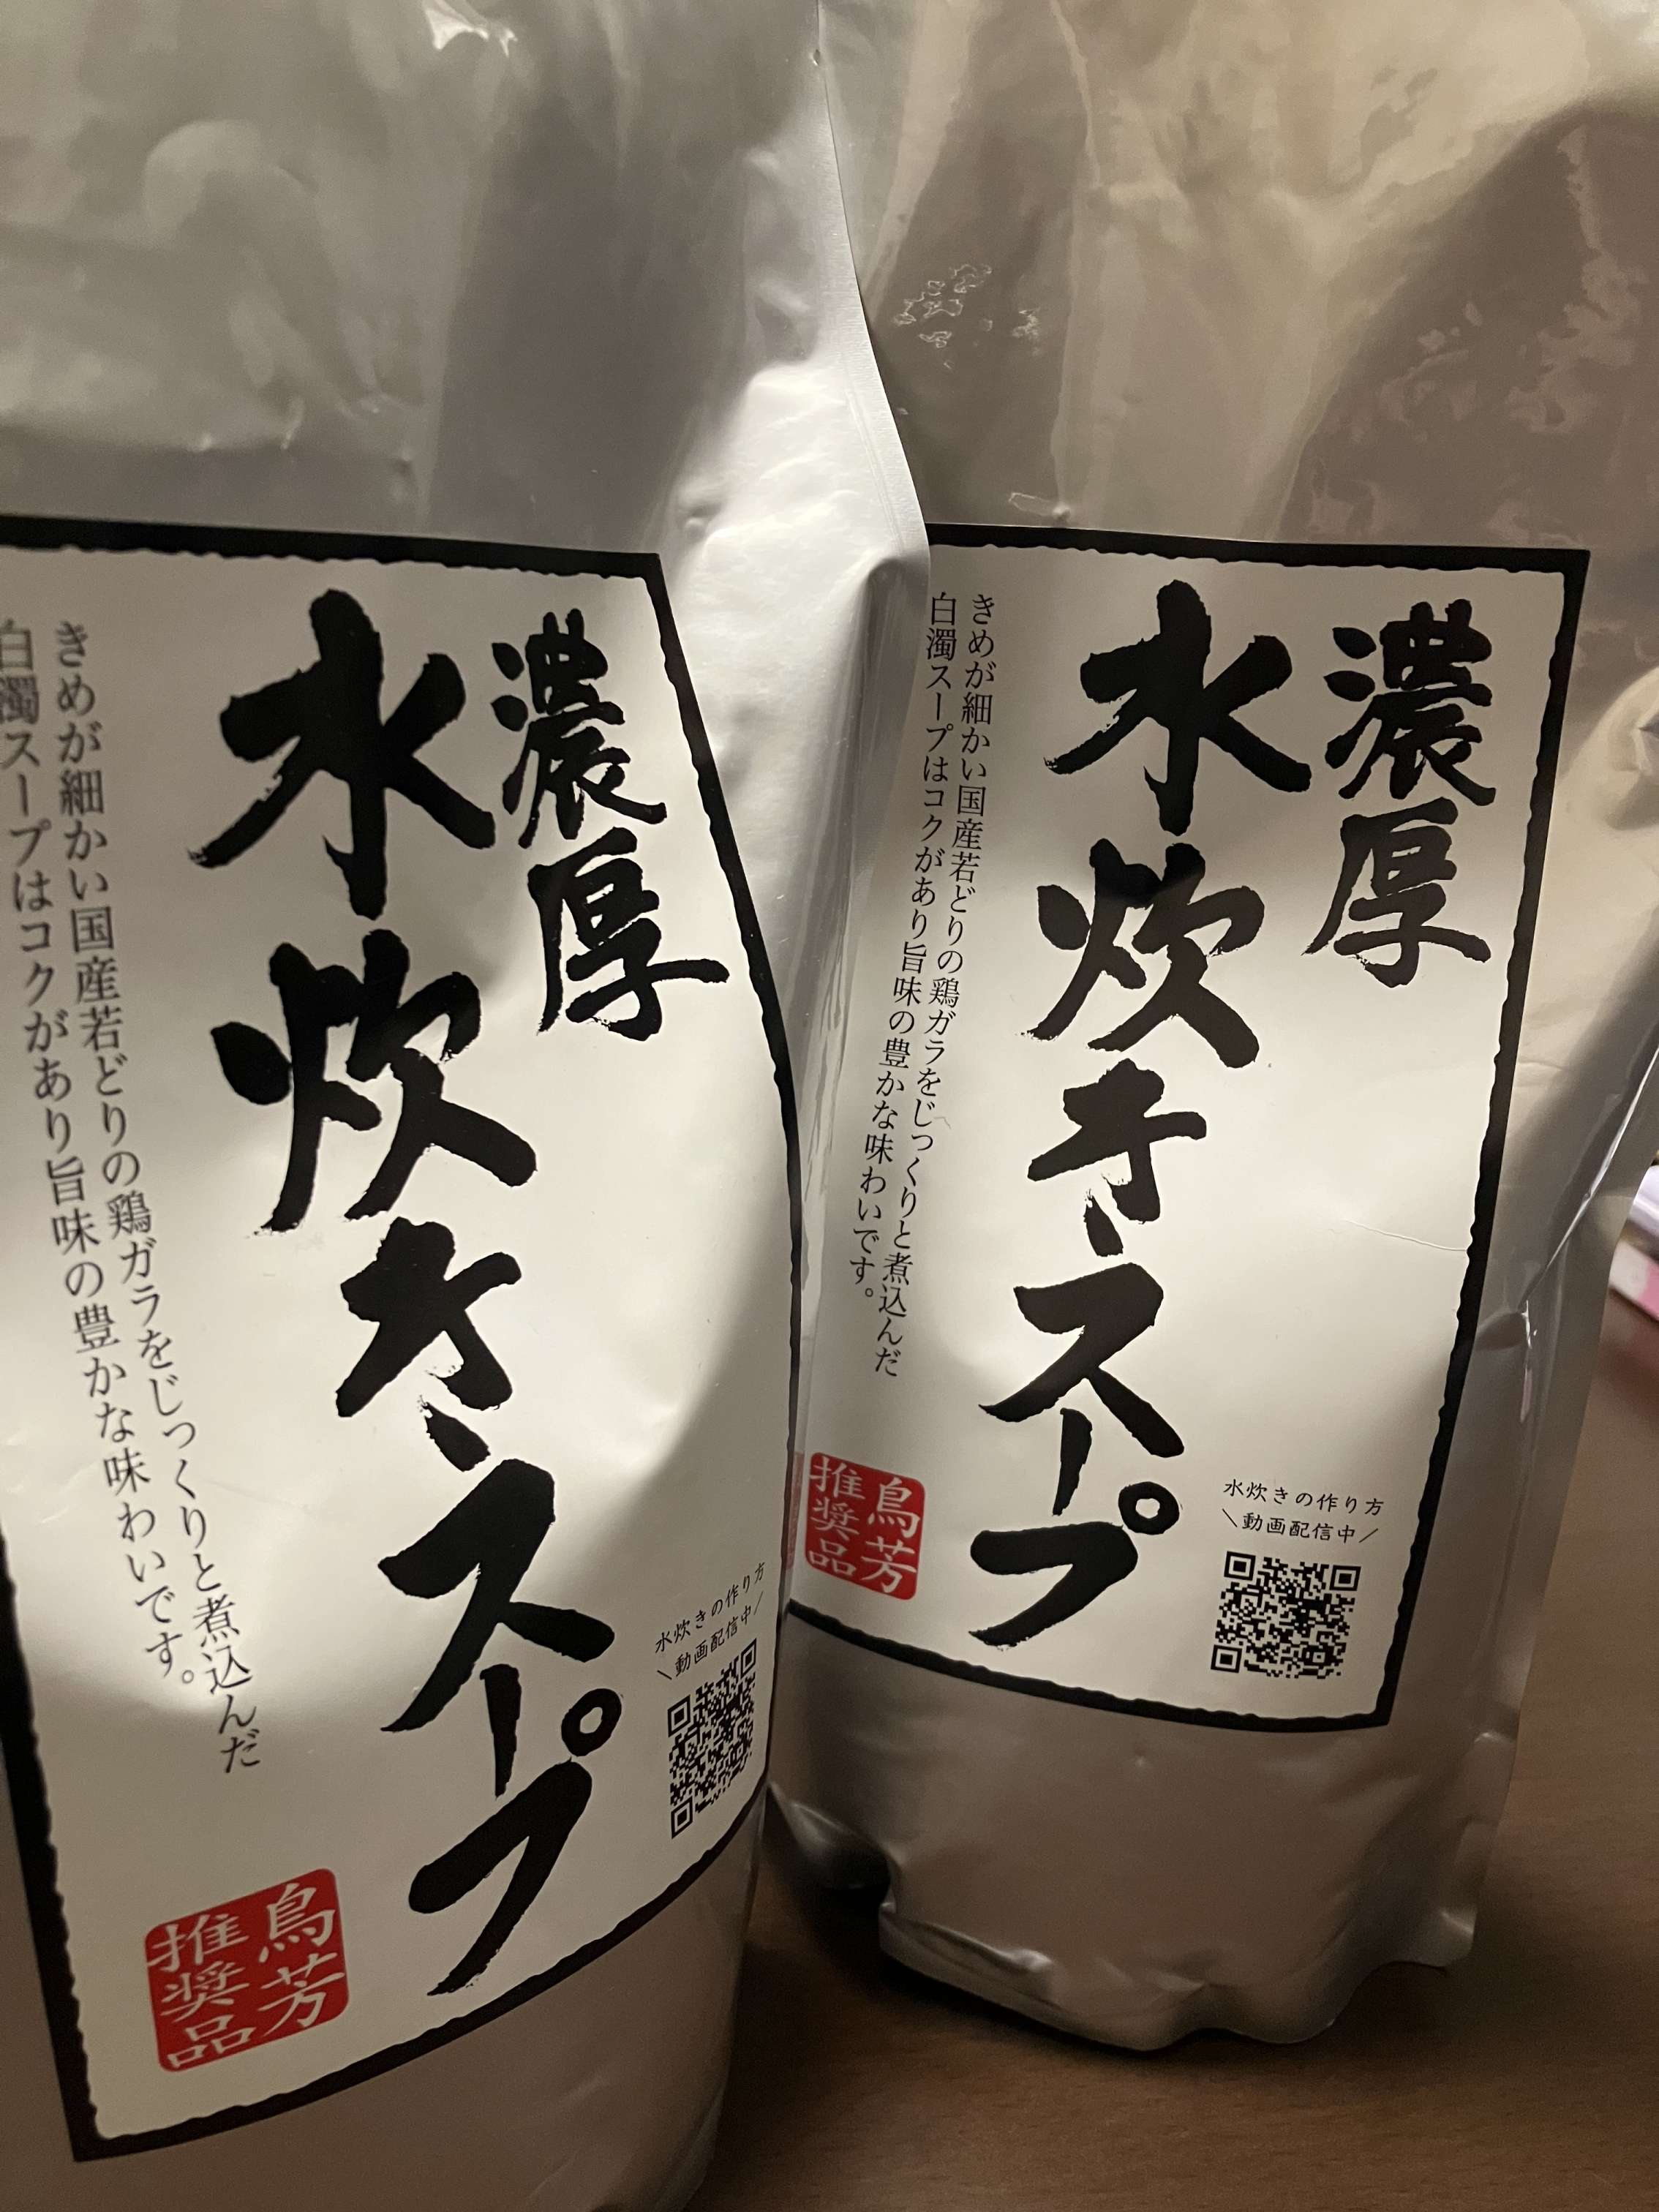 濃厚
水炊きスープ
きめが細かい国産若どりの鶏ガラをじっくりと煮込んだ
白濁スープはコクがあり旨味の豊かな味わいです。
鳥芳
推奨品
水炊きの作り方
＼動画配信中／
濃厚
水炊きスープ
きめが細かい国産若どりの鶏ガラをじっくりと煮込んだ
白濁スープはコクがあり旨味の豊かな味わいです。
鳥芳
推奨品
水炊きの作り方
＼動画配信中／